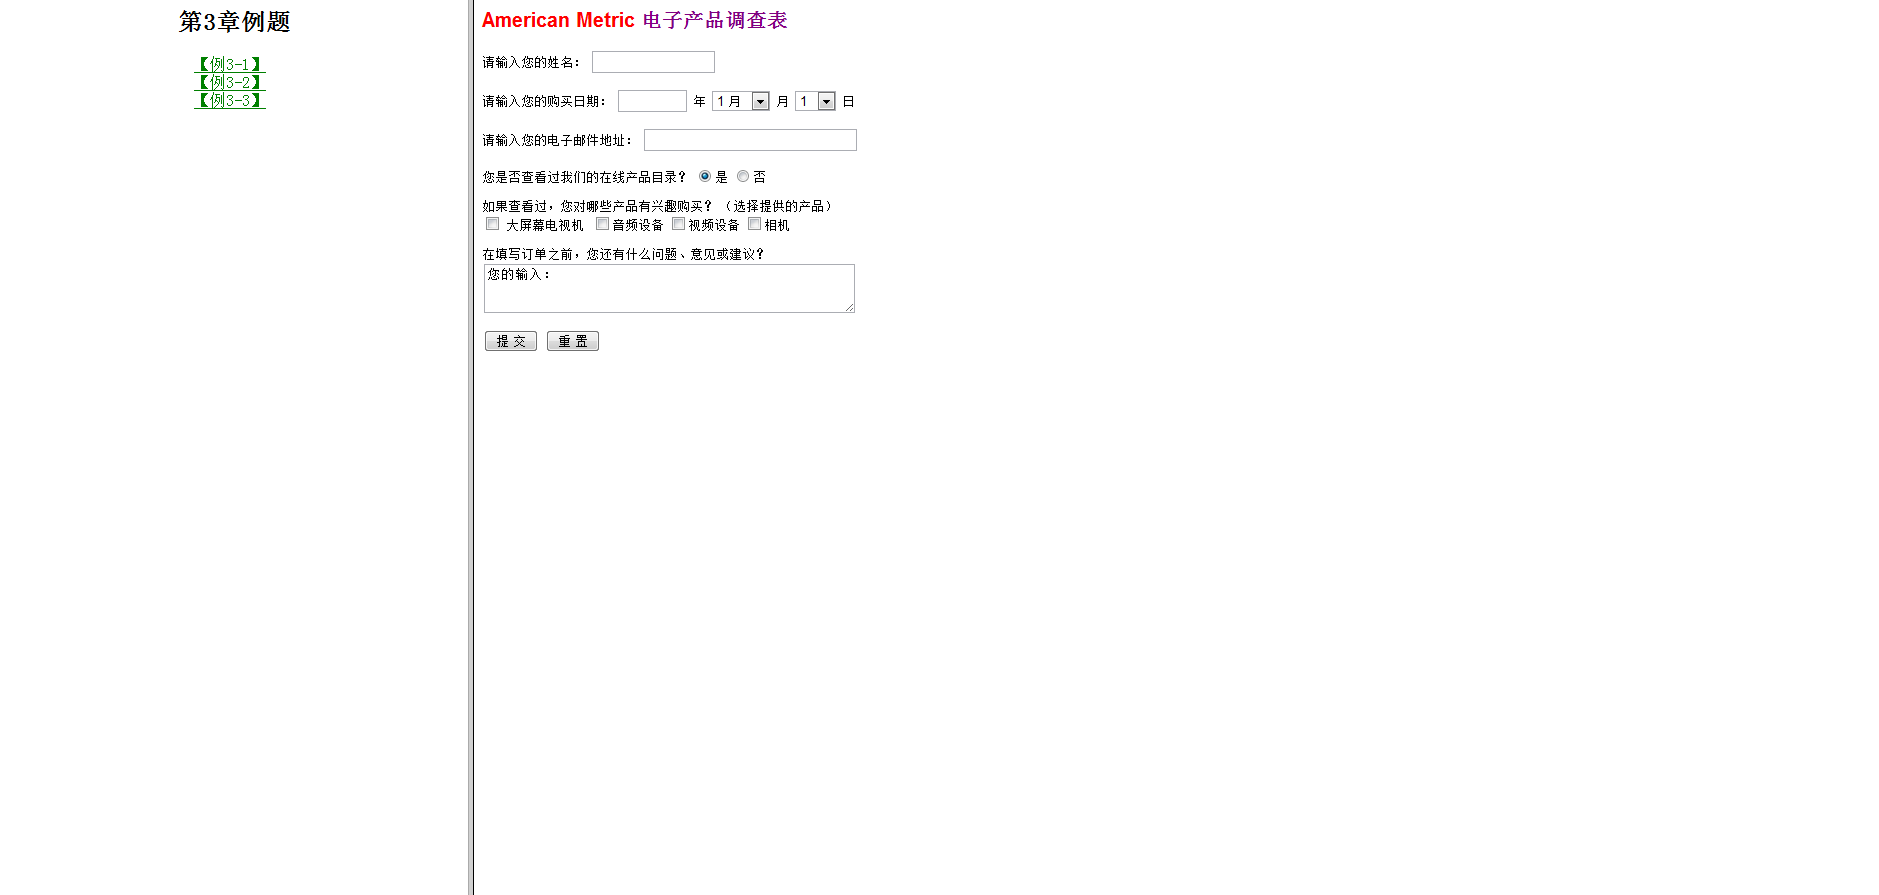 第3章例题
【例3-1】
【例3-2】
【例3-3】
American Metric 电子产品调查表
请输入您的姓名：
请输入您的购买日期： 年 1 月 月 1 日
请输入您的电子邮件地址：
您是否查看过我们的在线产品目录？ 是 否
如果查看过，您对哪些产品有兴趣购买？（选择提供的产品）
大屏幕电视机 音频设备 视频设备 相机
在填写订单之前，您还有什么问题、意见或建议？
您的输入：
提 交 重 置